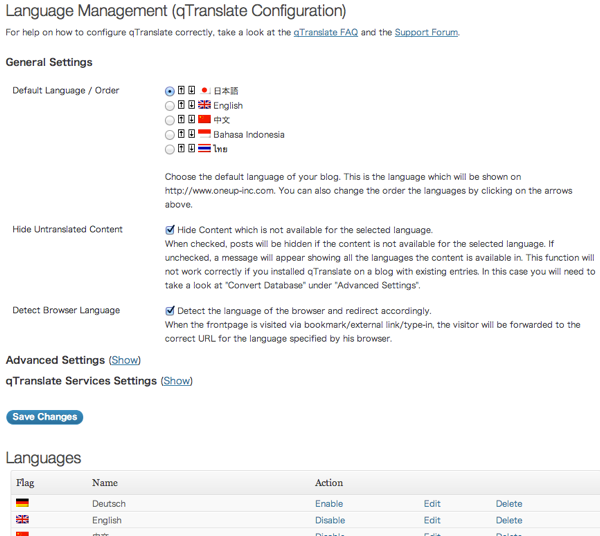 Language Management (qTranslate Configuration)
For help on how to configure qTranslate correctly, take a look at the qTranslate FAQ and the Support Forum.
General Settings
Default Language / Order
日本語
English
中文
Bahasa Indonesia
ไทย
Choose the default language of your blog. This is the language which will be shown on
http://www.oneup-inc.com. You can also change the order the languages by clicking on the arrows
above.
Hide Untranslated Content
Hide Content which is not available for the selected language.
When checked, posts will be hidden if the content is not available for the selected language. If
unchecked, a message will appear showing all the languages the content is available in. This function will
not work correctly if you installed qTranslate on a blog with existing entries. In this case you will need to
take a look at "Convert Database" under "Advanced Settings".
Detect Browser Language
Detect the language of the browser and redirect accordingly.
When the frontpage is visited via bookmark/external link/type-in, the visitor will be forwarded to the
correct URL for the language specified by his browser.
Advanced Settings (Show)
qTranslate Services Settings (Show)
Save Changes
Languages
Flag Name Action
Deutsch Enable Edit Delete
English Disable Edit Delete
中文 Disable Edit Delete